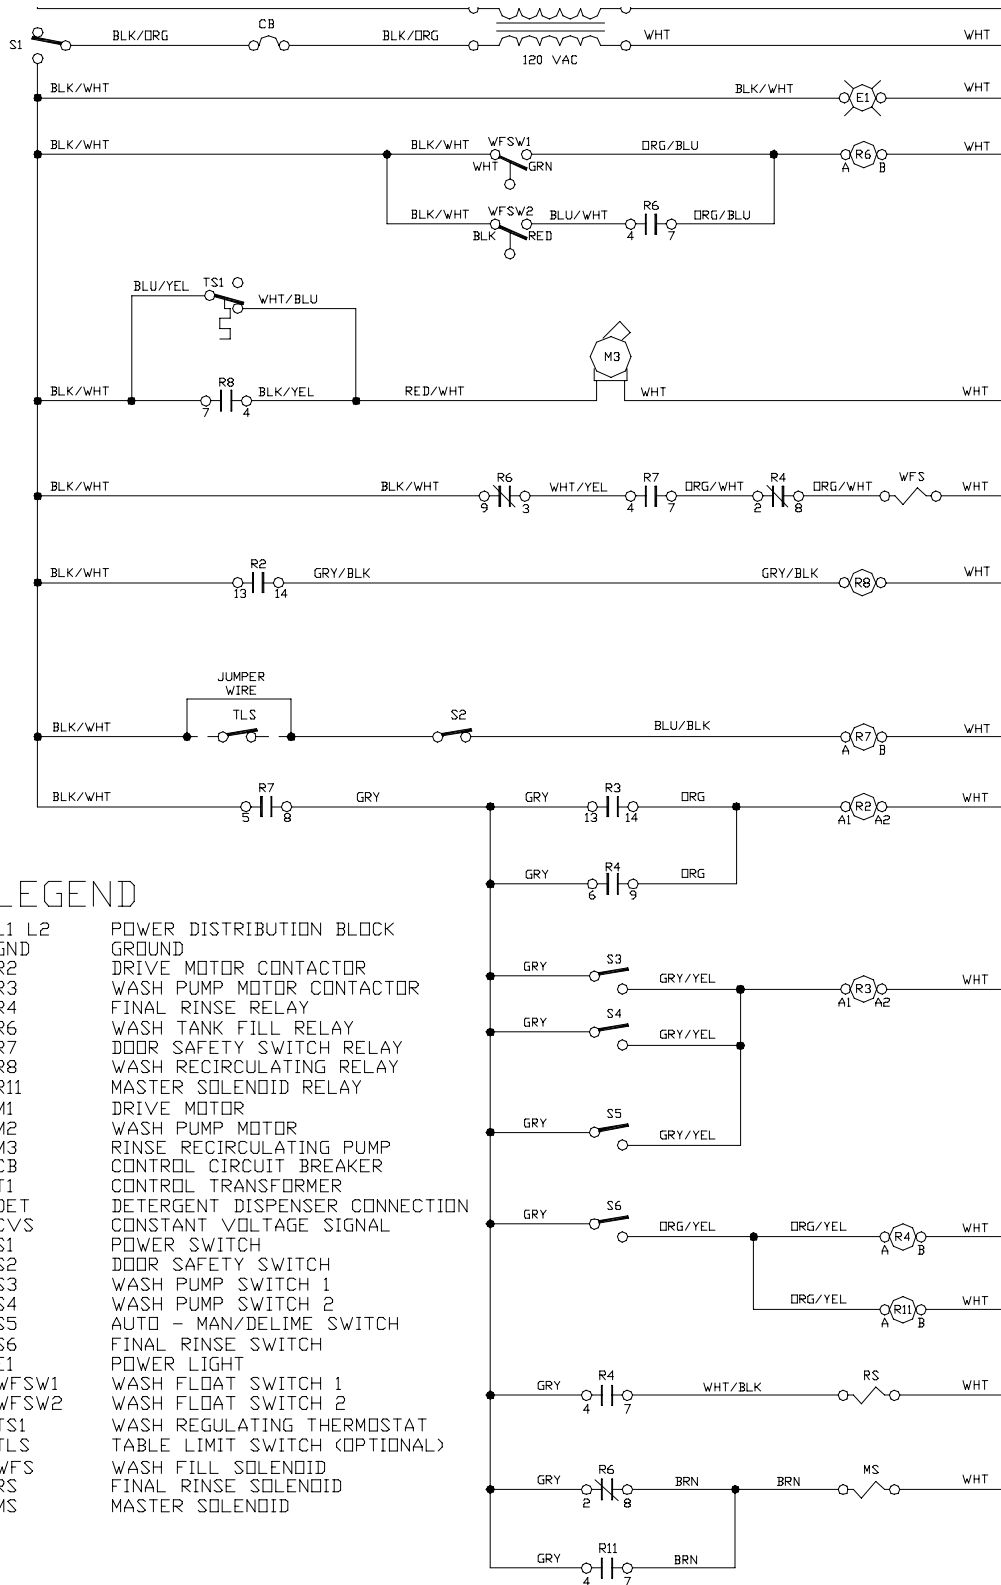 S1 BLK/ORG CB BLK/ORG WHT WHT
120 VAC
BLK/WHT BLK/WHT E1 WHT
BLK/WHT BLK/WHT WFSW1 ORG/BLU R6 WHT
WHT GRN A B
BLK/WHT WFSW2 BLU/WHT R6 ORG/BLU
BLK RED 4 7
BLU/YEL TS1 WHT/BLU
M3
BLK/WHT R8 BLK/YEL RED/WHT WHT WHT
7 4
BLK/WHT BLK/WHT R6 WHT/YEL R7 ORG/WHT R4 ORG/WHT WFS WHT
9 3 4 7 2 8
BLK/WHT R2 GRY/BLK GRY/BLK R8 WHT
13 14
JUMPER
WIRE
BLK/WHT TLS S2 BLU/BLK R7 WHT
A B
BLK/WHT R7 GRY GRY R3 ORG R2 WHT
5 8 13 14 A1 A2
GRY R4 ORG
6 9
GRY S3 GRY/YEL R3 WHT
A1 A2
GRY S4 GRY/YEL
GRY S5 GRY/YEL
GRY S6 ORG/YEL ORG/YEL R4 WHT
A B
ORG/YEL R11 WHT
A B
GRY R4 WHT/BLK RS WHT
4 7
GRY R6 BRN BRN MS WHT
2 8
GRY R11 BRN
4 7
LEGEND
L1 L2 POWER DISTRIBUTION BLOCK
GND GROUND
R2 DRIVE MOTOR CONTACTOR
R3 WASH PUMP MOTOR CONTACTOR
R4 FINAL RINSE RELAY
R6 WASH TANK FILL RELAY
R7 DOOR SAFETY SWITCH RELAY
R8 WASH RECIRCULATING RELAY
R11 MASTER SOLENOID RELAY
M1 DRIVE MOTOR
M2 WASH PUMP MOTOR
M3 RINSE RECIRCULATING PUMP
CB CONTROL CIRCUIT BREAKER
T1 CONTROL TRANSFORMER
DET DETERGENT DISPENSER CONNECTION
CVS CONSTANT VOLTAGE SIGNAL
S1 POWER SWITCH
S2 DOOR SAFETY SWITCH
S3 WASH PUMP SWITCH 1
S4 WASH PUMP SWITCH 2
S5 AUTO - MAN/DELIME SWITCH
S6 FINAL RINSE SWITCH
E1 POWER LIGHT
WFSW1 WASH FLOAT SWITCH 1
WFSW2 WASH FLOAT SWITCH 2
TS1 WASH REGULATING THERMOSTAT
TLS TABLE LIMIT SWITCH (OPTIONAL)
WFS WASH FILL SOLENOID
RS FINAL RINSE SOLENOID
MS MASTER SOLENOID